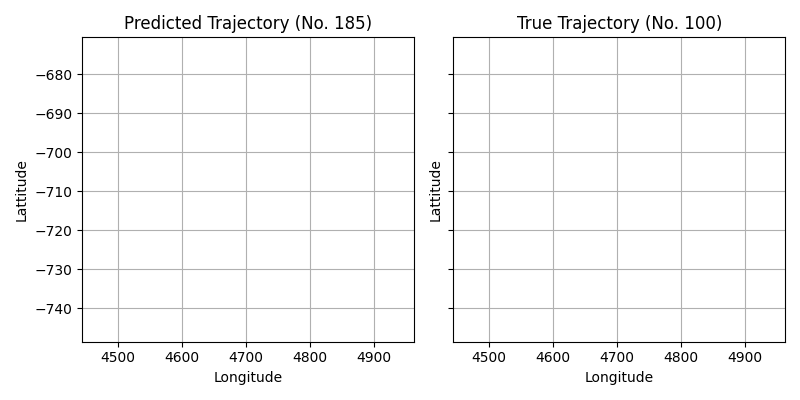 Predicted Trajectory (No. 185)
Lattitude
−680
−690
−700
−710
−720
−730
−740
4500 4600 4700 4800 4900
Longitude
True Trajectory (No. 100)
Lattitude
4500 4600 4700 4800 4900
Longitude